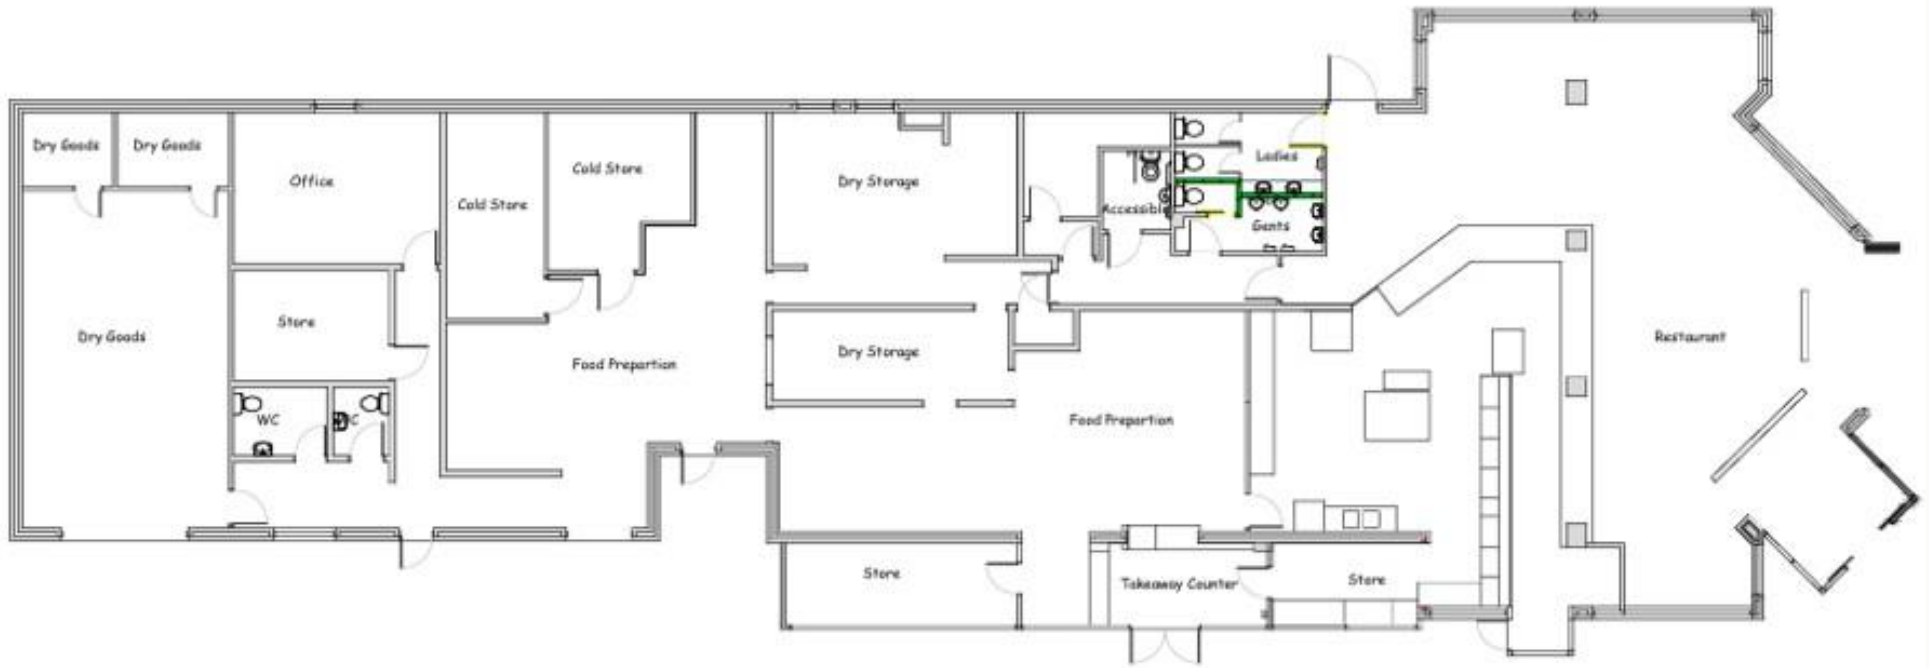 Dry Goods
Dry Goods
Office
Cold Store
Cold Store
Dry Storage
Ladies
Accessible
Gents
Store
Dry Goods
Food Prepartion
Dry Storage
Restaurant
WC
C
Food Prepartion
Store
Takeaway Counter
Store